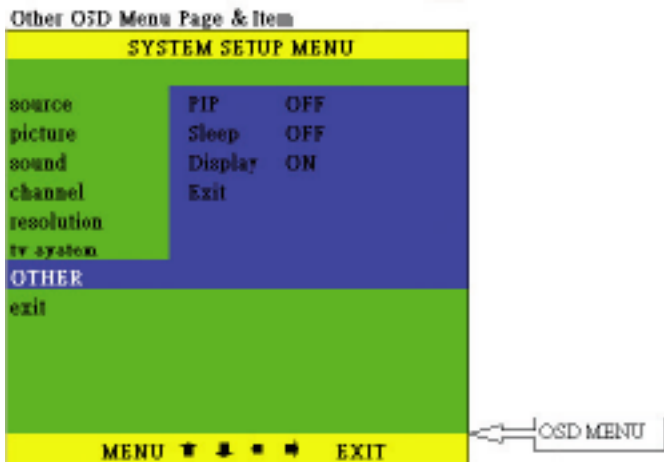 Other OSD Menu Page & Item
SYSTEM SETUP MENU
source PIP OFF
picture Sleep OFF
sound Display ON
channel Exit
resolution
tv system
OTHER
exit
MENU EXIT
OSD MENU